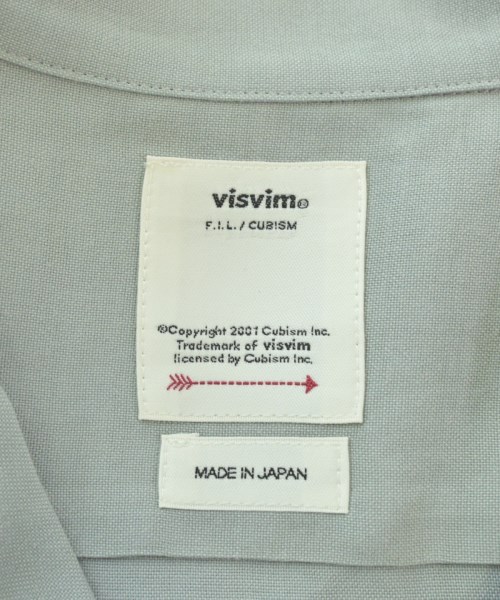 visvim®
F.I.L. / CUBISM
©Copyright 2001 Cubism Inc.
Trademark of visvim
licensed by Cubism Inc.
MADE IN JAPAN